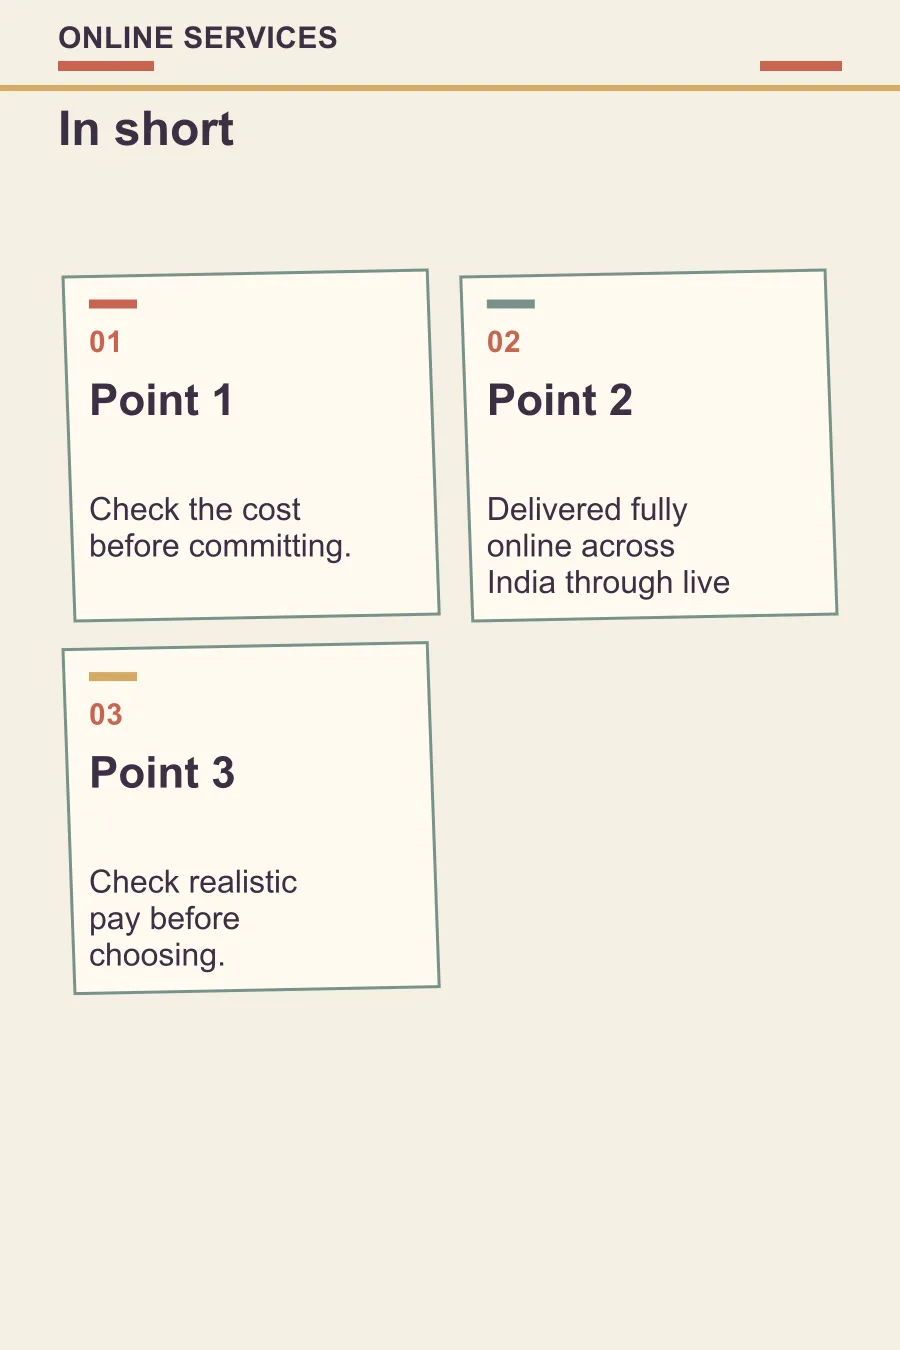 ONLINE SERVICES
In short
01
Point 1
Check the cost
before committing.
02
Point 2
Delivered fully
online across
India through live
03
Point 3
Check realistic
pay before
choosing.